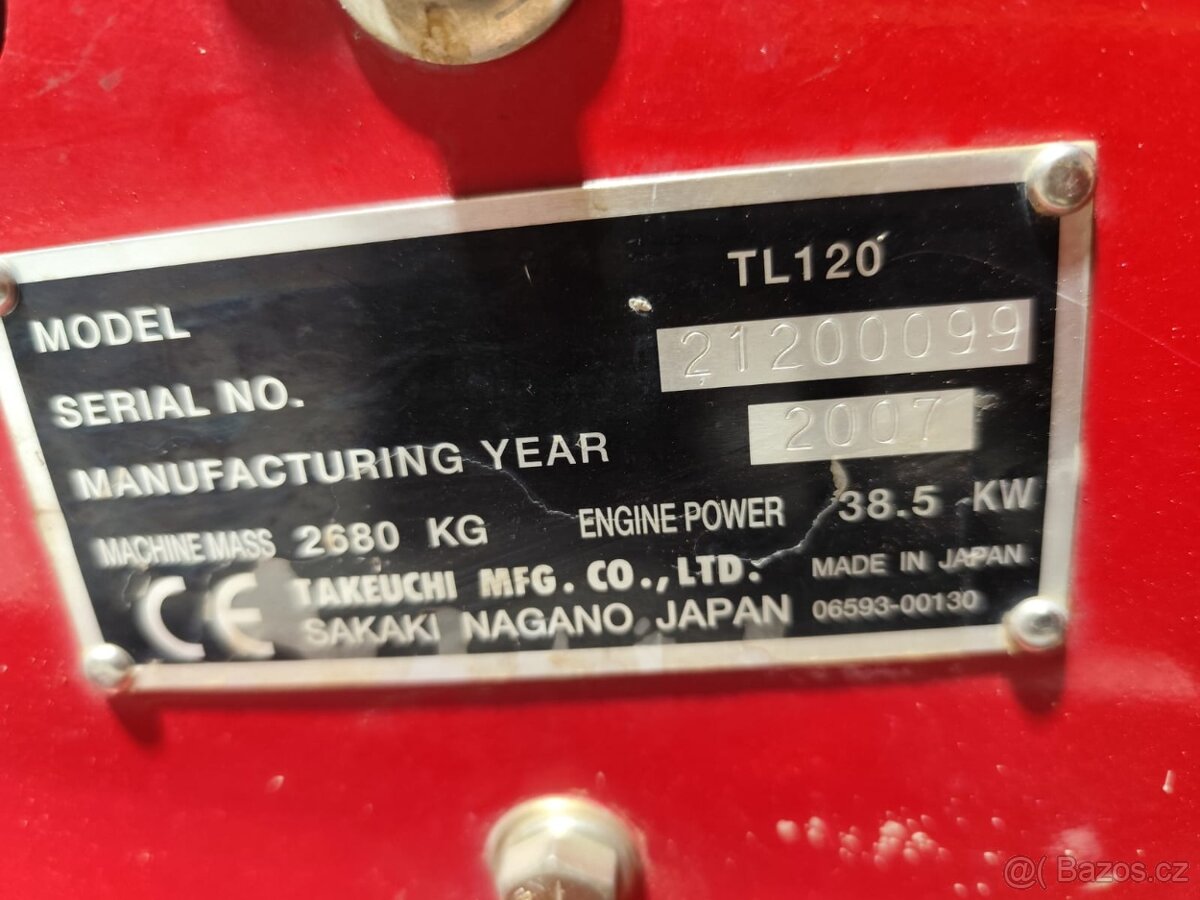 MODEL TL120
SERIAL NO. 21200099
MANUFACTURING YEAR 2007
MACHINE MASS 2680 KG ENGINE POWER 38.5 KW
CE TAKEUCHI MFG. CO., LTD. MADE IN JAPAN
SAKAKI NAGANO JAPAN 06593-00130
@( Bazos.cz